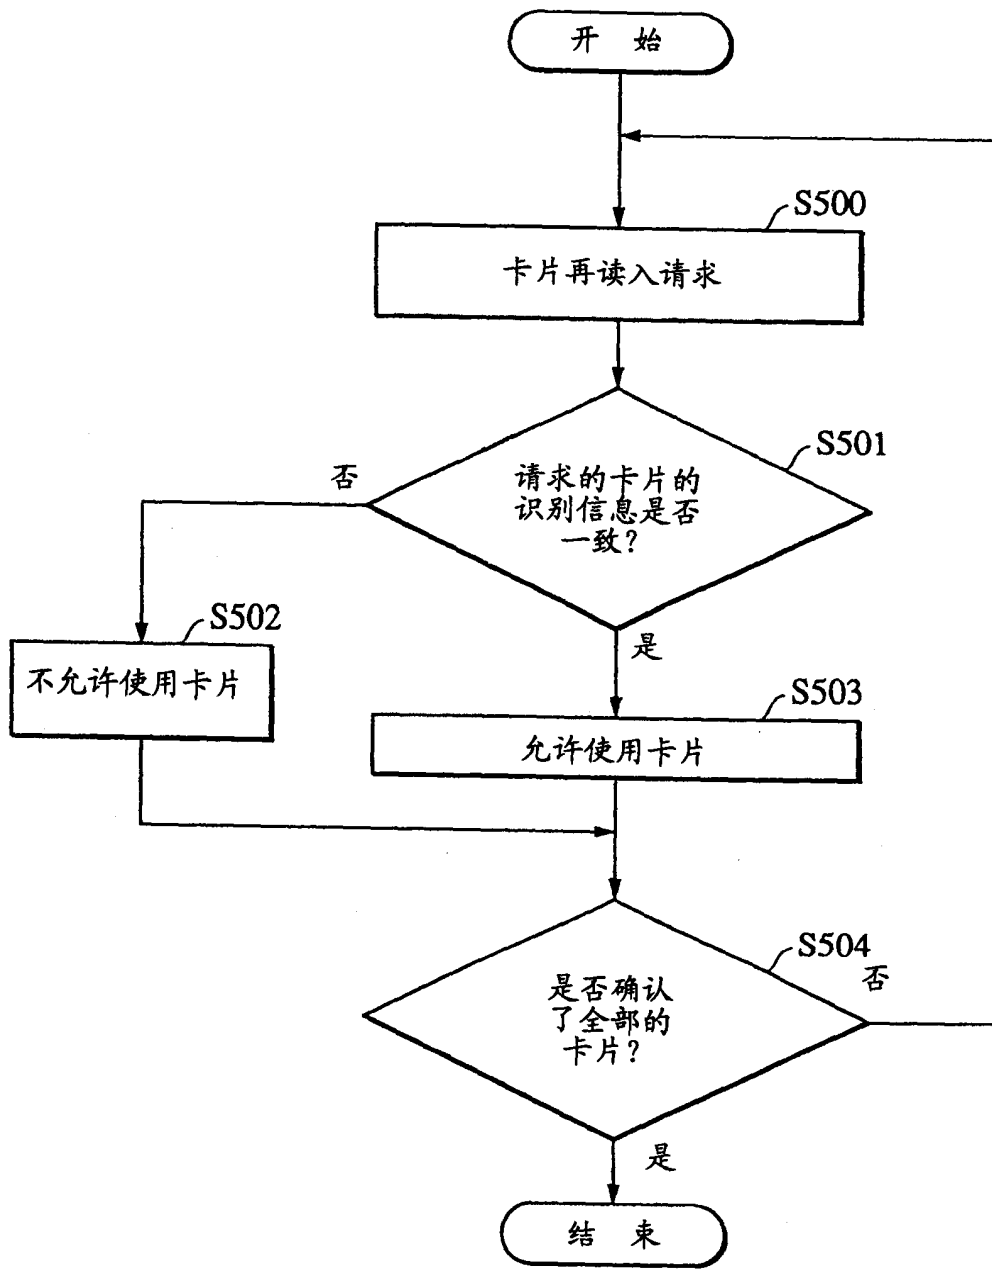 开 始
S500
卡片再读入请求
S501
否
请求的卡片的
识别信息是否
一致？
S502
是
不允许使用卡片
S503
允许使用卡片
S504
否
是否确认
了全部的
卡片？
是
结 束